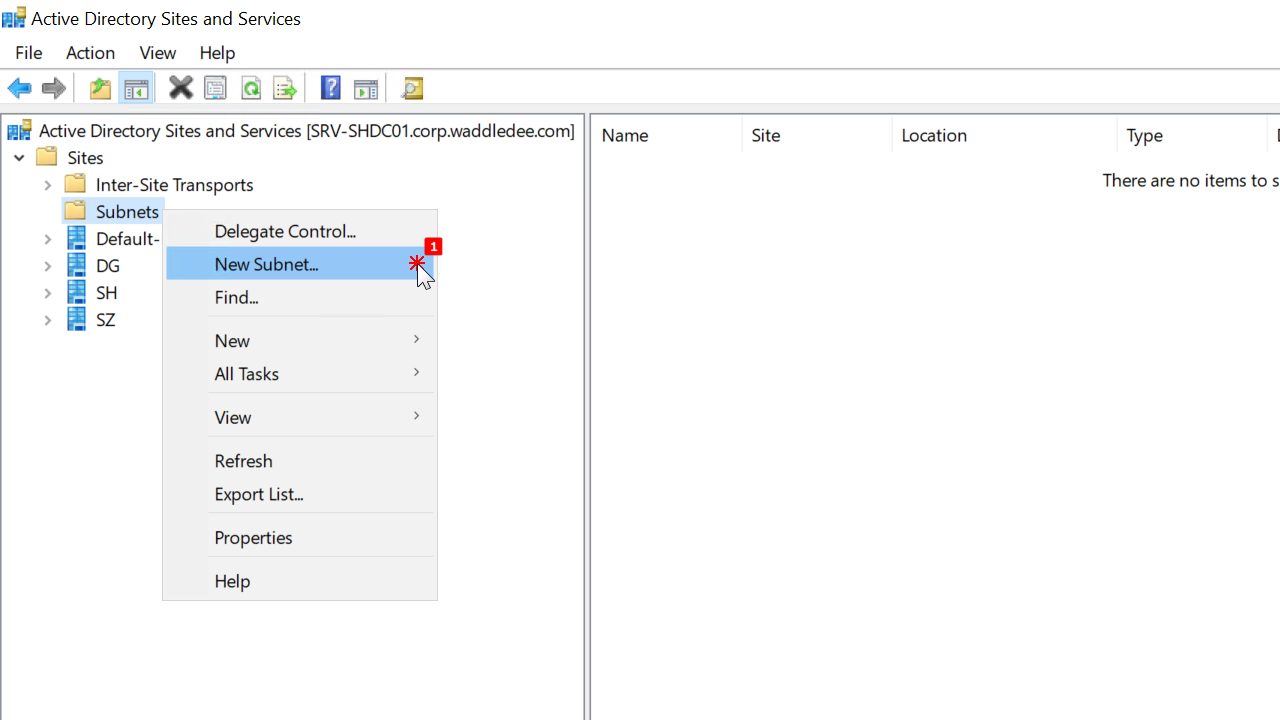 Active Directory Sites and Services
File Action View Help
Active Directory Sites and Services [SRV-SHDC01.corp.waddledee.com]
Sites
Inter-Site Transports
Subnets
Default-
DG
SH
SZ
Delegate Control...
1
New Subnet...
Find...
New
All Tasks
View
Refresh
Export List...
Properties
Help
Name Site Location Type
There are no items to s